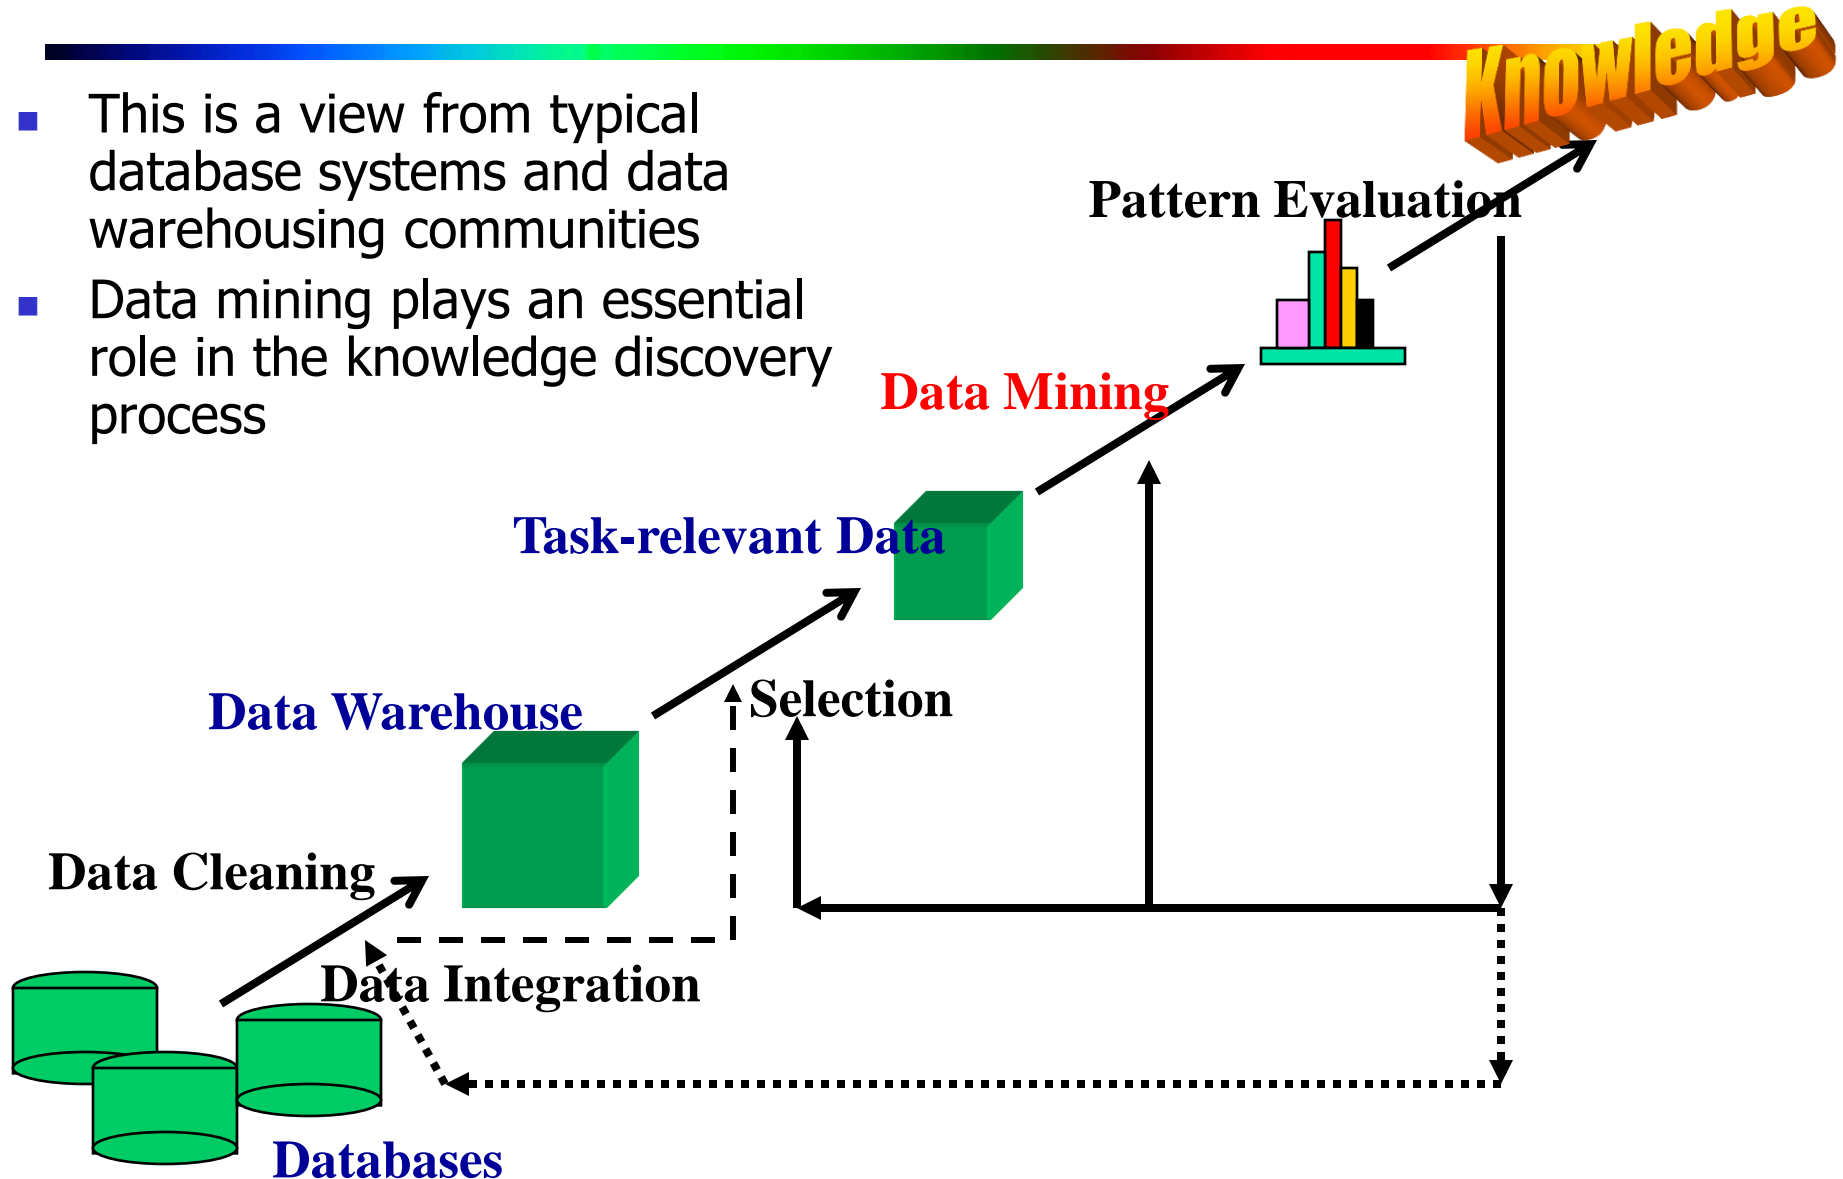 Knowledge
This is a view from typical
database systems and data
warehousing communities
Data mining plays an essential
role in the knowledge discovery
process
Pattern Evaluation
Data Mining
Task-relevant Data
Selection
Data Warehouse
Data Cleaning
Data Integration
Databases